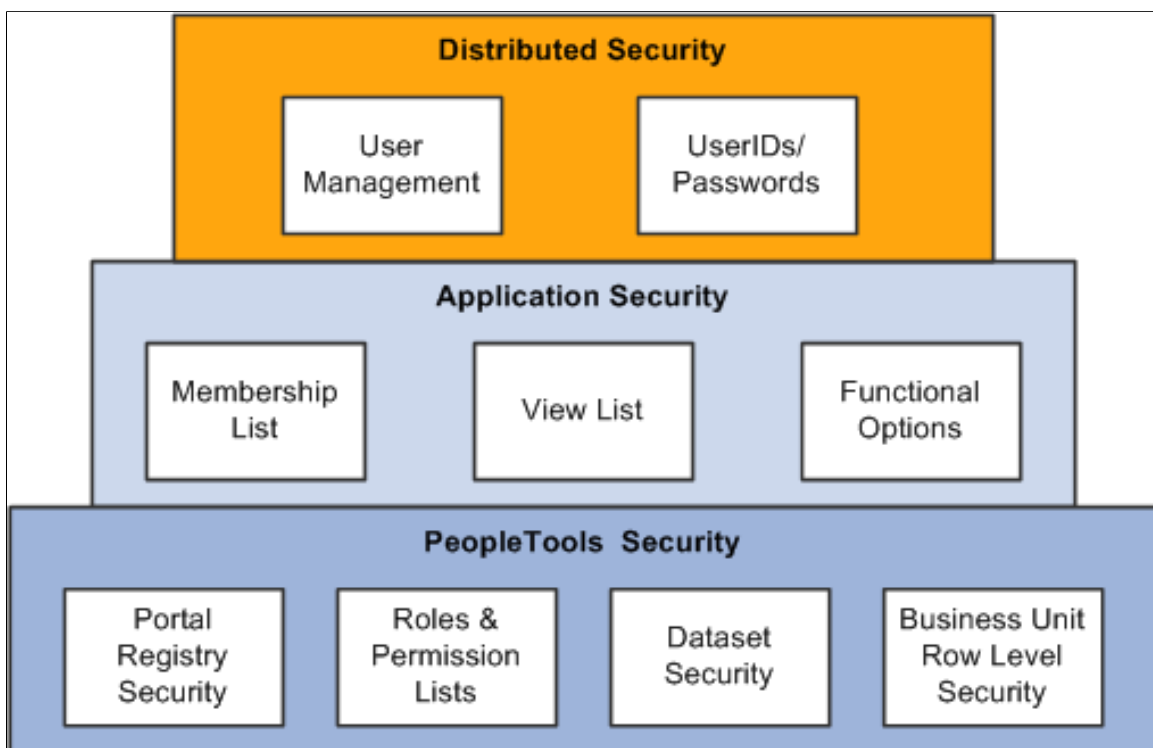 Distributed Security
User
Management
UserIDs/
Passwords
Application Security
Membership
List
View List
Functional
Options
PeopleTools  Security
Portal
Registry
Security
Roles &
Permission
Lists
Dataset
Security
Business Unit
Row Level
Security